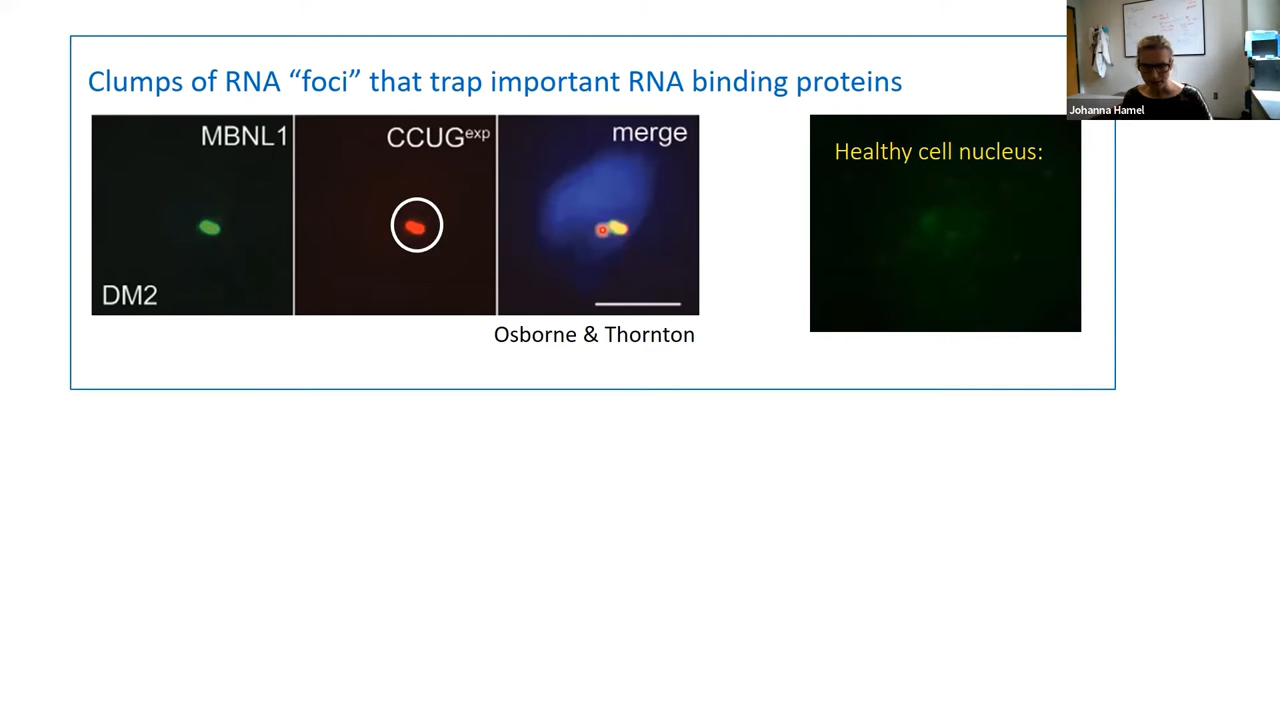 Clumps of RNA “foci” that trap important RNA binding proteins
MBNL1
CCUGexp
merge
DM2
Osborne & Thornton
Healthy cell nucleus:
Johanna Hamel